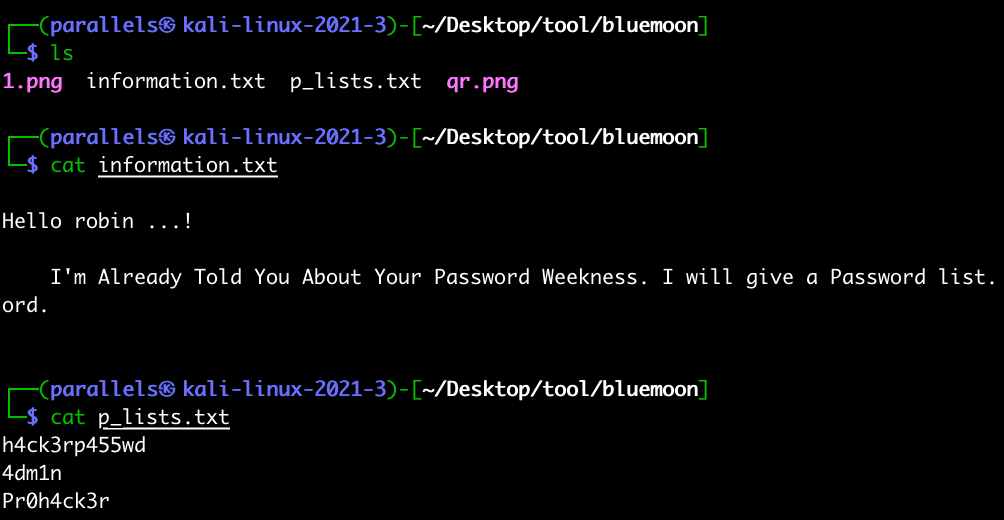 (parallels㉿kali-linux-2021-3)-[~/Desktop/tool/bluemoon]
$ ls
1.png  information.txt  p_lists.txt  qr.png
(parallels㉿kali-linux-2021-3)-[~/Desktop/tool/bluemoon]
$ cat information.txt
Hello robin ...!
I'm Already Told You About Your Password Weekness. I will give a Password list.
ord.
(parallels㉿kali-linux-2021-3)-[~/Desktop/tool/bluemoon]
$ cat p_lists.txt
h4ck3rp455wd
4dm1n
Pr0h4ck3r